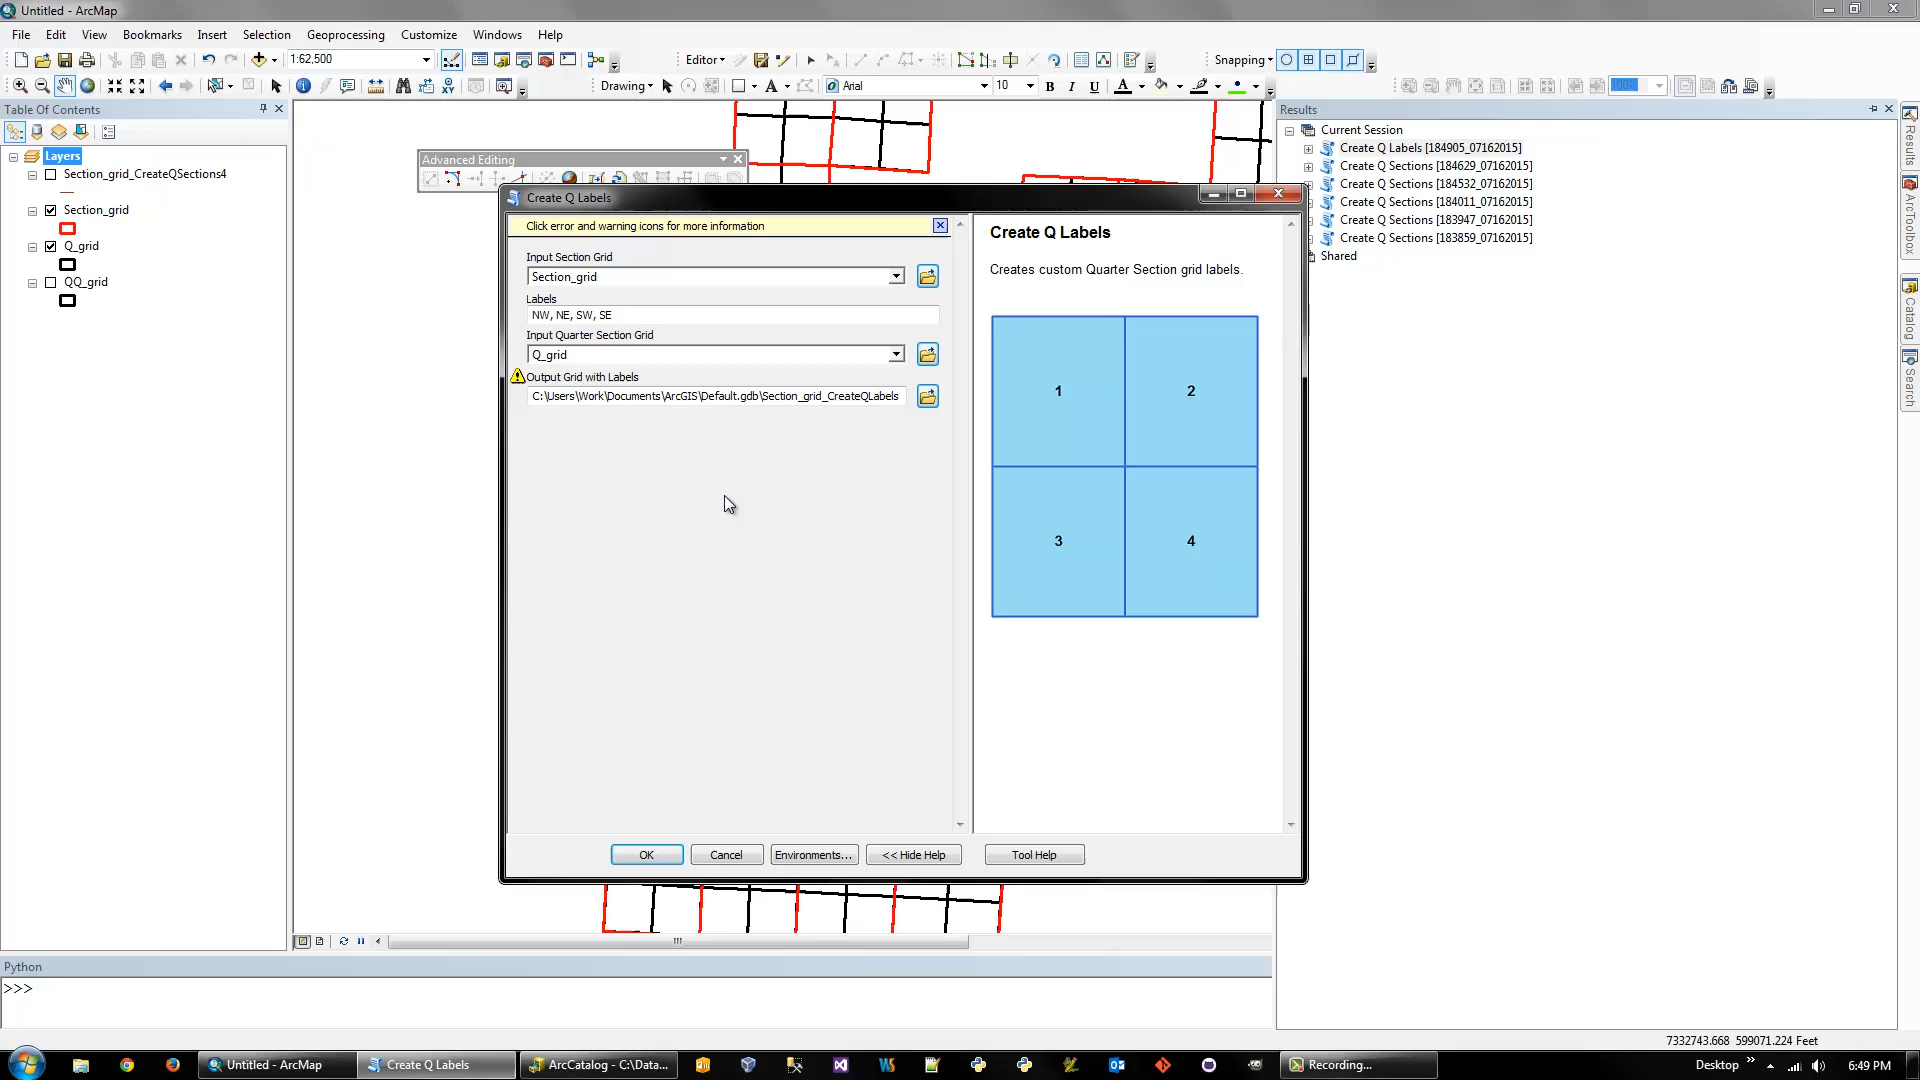 Untitled - ArcMap
File Edit View Bookmarks Insert Selection Geoprocessing Customize Windows Help
1:62,500
Editor
Snapping
Drawing
Arial
10
B I U A
Table Of Contents
Layers
Section_grid_CreateQSections4
Section_grid
Q_grid
QQ_grid
Advanced Editing
Create Q Labels
Click error and warning icons for more information
Input Section Grid
Section_grid
Labels
NW, NE, SW, SE
Input Quarter Section Grid
Q_grid
Output Grid with Labels
C:\Users\Work\Documents\ArcGIS\Default.gdb\Section_grid_CreateQLabels
OK Cancel Environments... << Hide Help Tool Help
Create Q Labels
Creates custom Quarter Section grid labels.
1 2
3 4
Results
Current Session
Create Q Labels [184905_07162015]
Create Q Sections [184629_07162015]
Create Q Sections [184532_07162015]
Create Q Sections [184011_07162015]
Create Q Sections [183947_07162015]
Create Q Sections [183859_07162015]
Shared
Results
ArcToolbox
Catalog
Search
Python
>>>
7332743.668 599071.224 Feet
Untitled - ArcMap
Create Q Labels
ArcCatalog - C:\Data...
Recording...
Desktop
6:49 PM